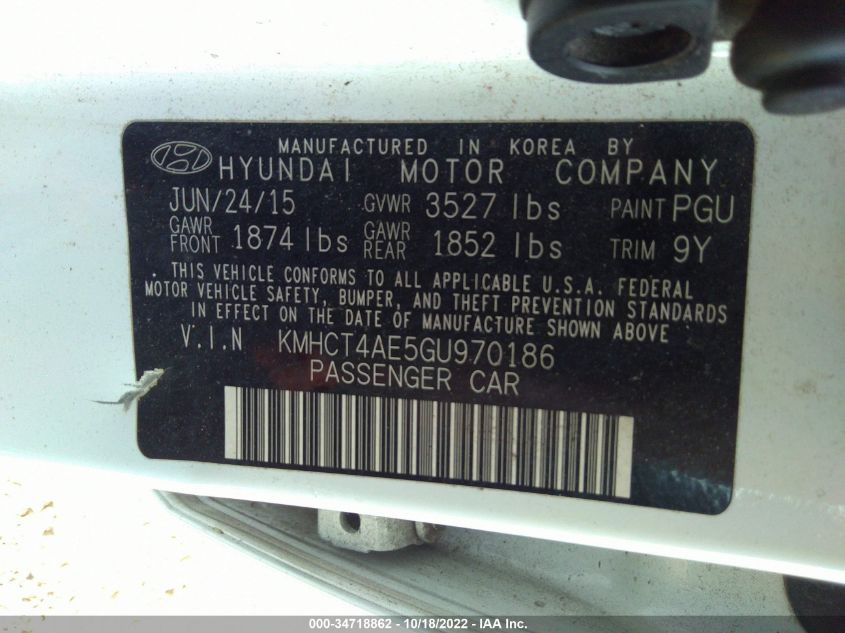 MANUFACTURED IN KOREA BY
HYUNDAI MOTOR COMPANY
JUN/24/15 GVWR 3527 lbs PAINT PGU
GAWR FRONT 1874 lbs GAWR REAR 1852 lbs TRIM 9Y
THIS VEHICLE CONFORMS TO ALL APPLICABLE U.S.A. FEDERAL
MOTOR VEHICLE SAFETY, BUMPER, AND THEFT PREVENTION STANDARDS
IN EFFECT ON THE DATE OF MANUFACTURE SHOWN ABOVE
V.I.N KMHCT4AE5GU970186
PASSENGER CAR
000-34718862 - 10/18/2022 - IAA Inc.